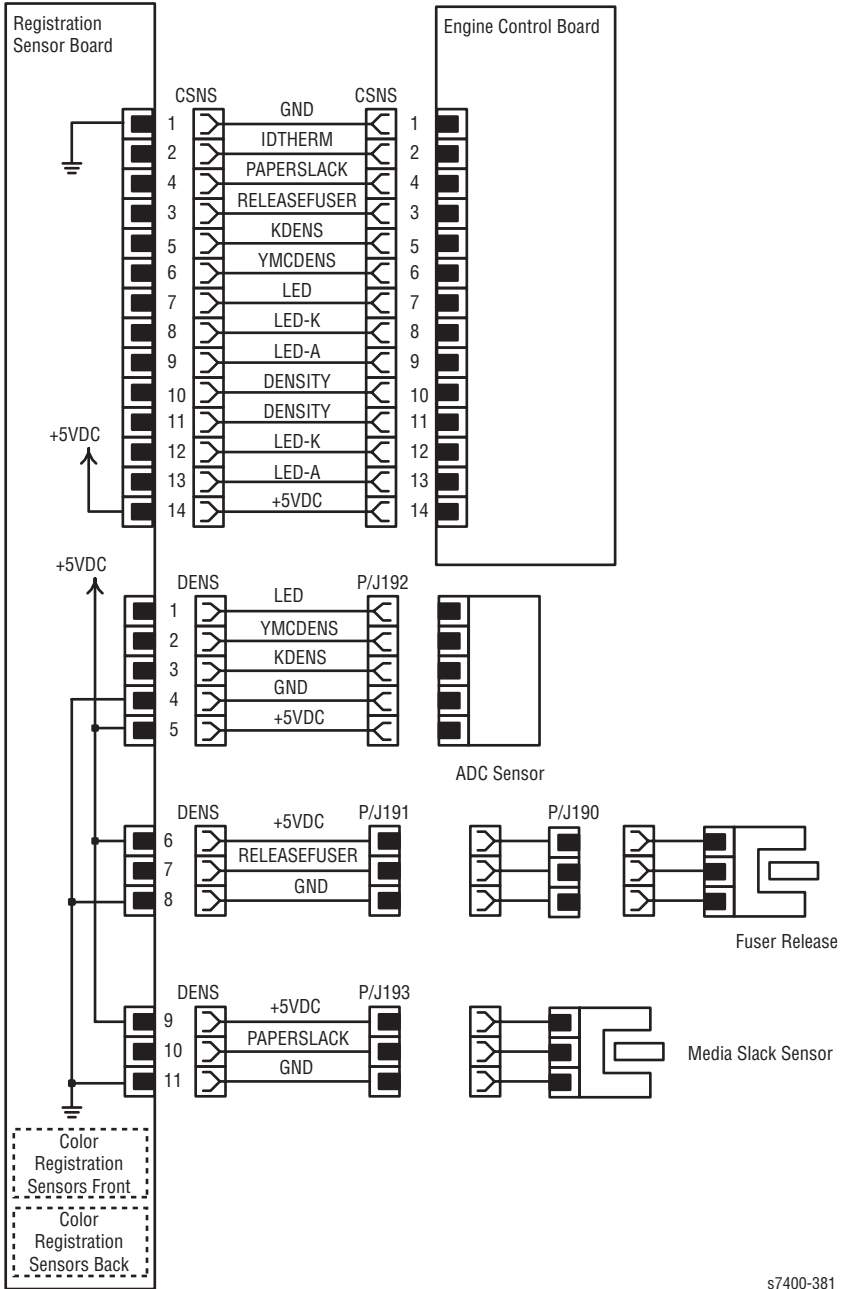 Registration
Sensor Board
Engine Control Board
CSNS CSNS
1 GND 1
2 IDTHERM 2
4 PAPERSLACK 4
3 RELEASEFUSER 3
5 KDENS 5
6 YMCDENS 6
7 LED 7
8 LED-K 8
9 LED-A 9
10 DENSITY 10
11 DENSITY 11
+5VDC
12 LED-K 12
13 LED-A 13
14 +5VDC 14
+5VDC
DENS P/J192
1 LED
2 YMCDENS
3 KDENS
4 GND
5 +5VDC
ADC Sensor
DENS P/J191 P/J190
6 +5VDC
7 RELEASEFUSER
8 GND
Fuser Release
DENS P/J193
9 +5VDC
10 PAPERSLACK
11 GND
Media Slack Sensor
Color
Registration
Sensors Front
Color
Registration
Sensors Back
s7400-381